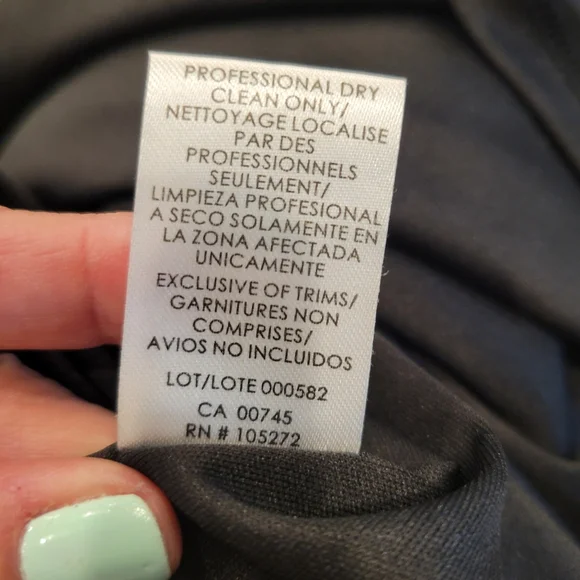 PROFESSIONAL DRY
CLEAN ONLY/
NETTOYAGE LOCALISE
PAR DES
PROFESSIONNELS
SEULEMENT/
LIMPIEZA PROFESIONAL
A SECO SOLAMENTE EN
LA ZONA AFECTADA
UNICAMENTE
EXCLUSIVE OF TRIMS/
GARNITURES NON
COMPRISES/
AVIOS NO INCLUIDOS
LOT/LOTE 000582
CA 00745
RN # 105272